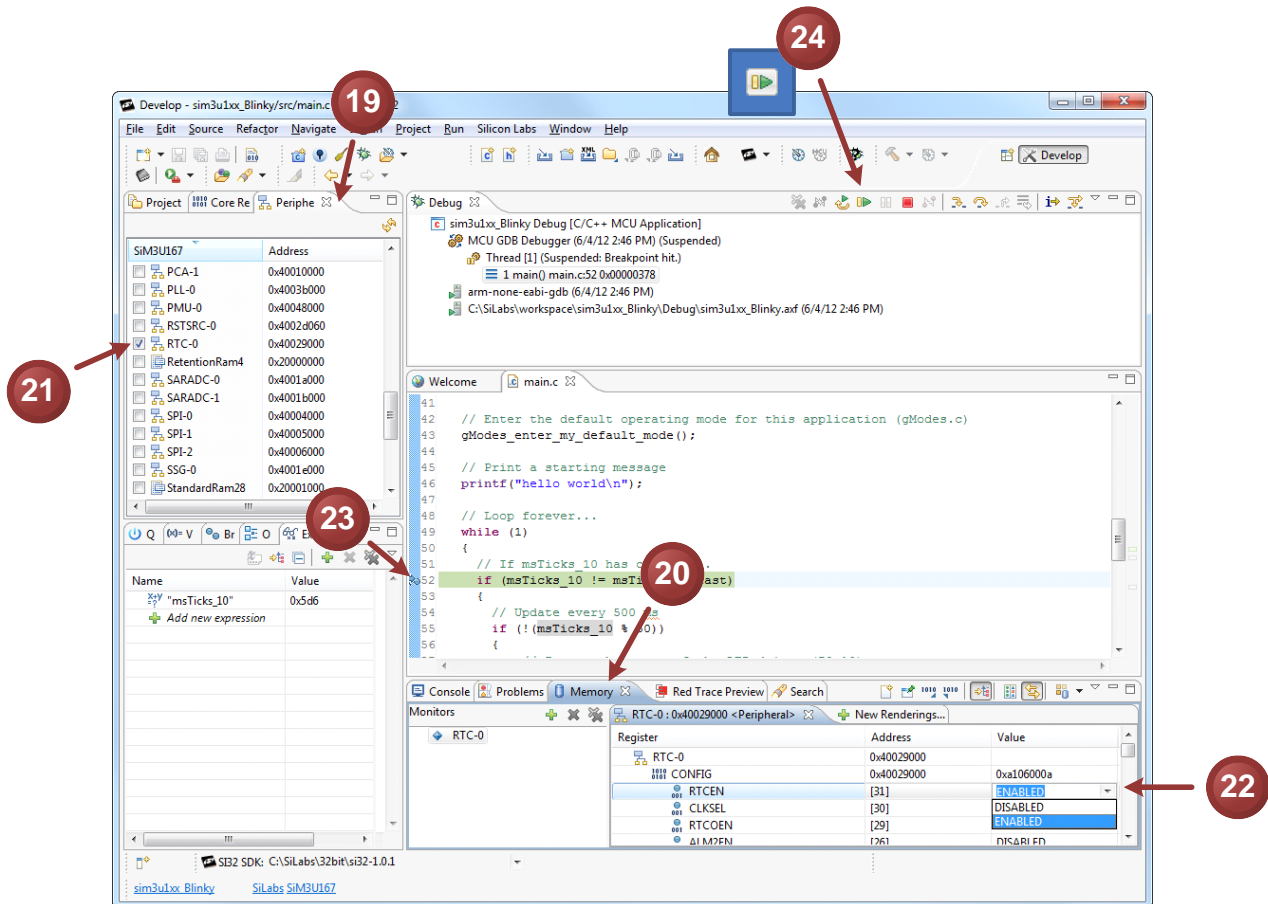 24
19
Develop - sim3u1xx_Blinky/src/main.c
File Edit Source Refactor Navigate Project Run Silicon Labs Window Help
Develop
Project Core Re Periphe
SiM3U167 Address
PCA-1 0x40010000
PLL-0 0x4003b000
PMU-0 0x40048000
RSTSRC-0 0x4002d060
RTC-0 0x40029000
RetentionRam4 0x20000000
SARADC-0 0x4001a000
SARADC-1 0x4001b000
SPI-0 0x40004000
SPI-1 0x40005000
SPI-2 0x40006000
SSG-0 0x4001e000
StandardRam28 0x20001000
21
Debug
sim3u1xx_Blinky Debug [C/C++ MCU Application]
MCU GDB Debugger (6/4/12 2:46 PM) (Suspended)
Thread [1] (Suspended: Breakpoint hit.)
1 main() main.c:52 0x00000378
arm-none-eabi-gdb (6/4/12 2:46 PM)
C:\SiLabs\workspace\sim3u1xx_Blinky\Debug\sim3u1xx_Blinky.axf (6/4/12 2:46 PM)
Welcome main.c
41
42 // Enter the default operating mode for this application (gModes.c)
43 gModes_enter_my_default_mode();
44
45 // Print a starting message
46 printf("hello world\n");
47
48 // Loop forever...
49 while (1)
50 {
51 // If msTicks_10 has
52 if (msTicks_10 != ast)
53 {
54 // Update every 500
55 if (!(msTicks_10 % 0))
56 {
23
20
Q (x)= V Br O
Name Value
"msTicks_10" 0x5d6
Add new expression
Console Problems Memory Red Trace Preview Search
Monitors
RTC-0
RTC-0 : 0x40029000 <Peripheral> New Renderings...
Register Address Value
RTC-0 0x40029000
CONFIG 0x40029000 0xa106000a
RTCEN [31] ENABLED
CLKSEL [30] DISABLED
RTCOEN [29] ENABLED
ALM2EN [26] DISABLED
22
SI32 SDK: C:\SiLabs\32bit\si32-1.0.1
sim3u1xx_Blinky SiLabs SiM3U167